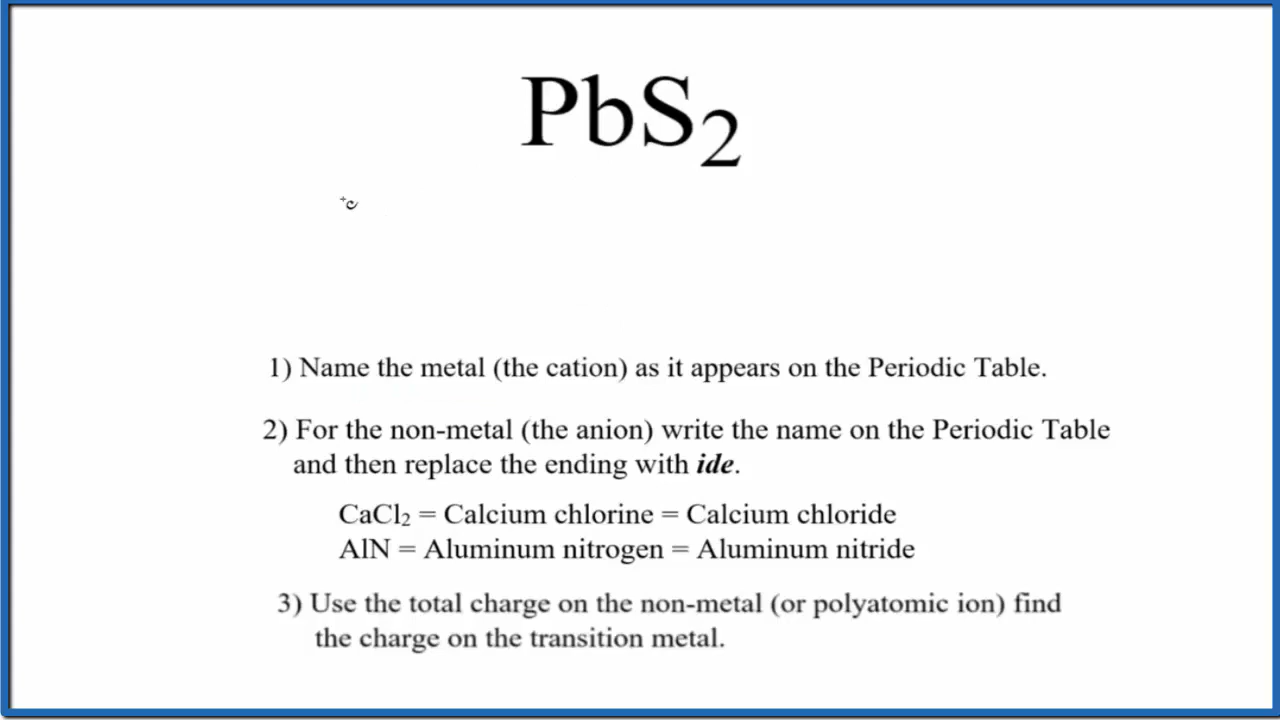 PbS₂
1) Name the metal (the cation) as it appears on the Periodic Table.
2) For the non-metal (the anion) write the name on the Periodic Table
and then replace the ending with ide.
CaCl₂ = Calcium chlorine = Calcium chloride
AlN = Aluminum nitrogen = Aluminum nitride
3) Use the total charge on the non-metal (or polyatomic ion) find
the charge on the transition metal.